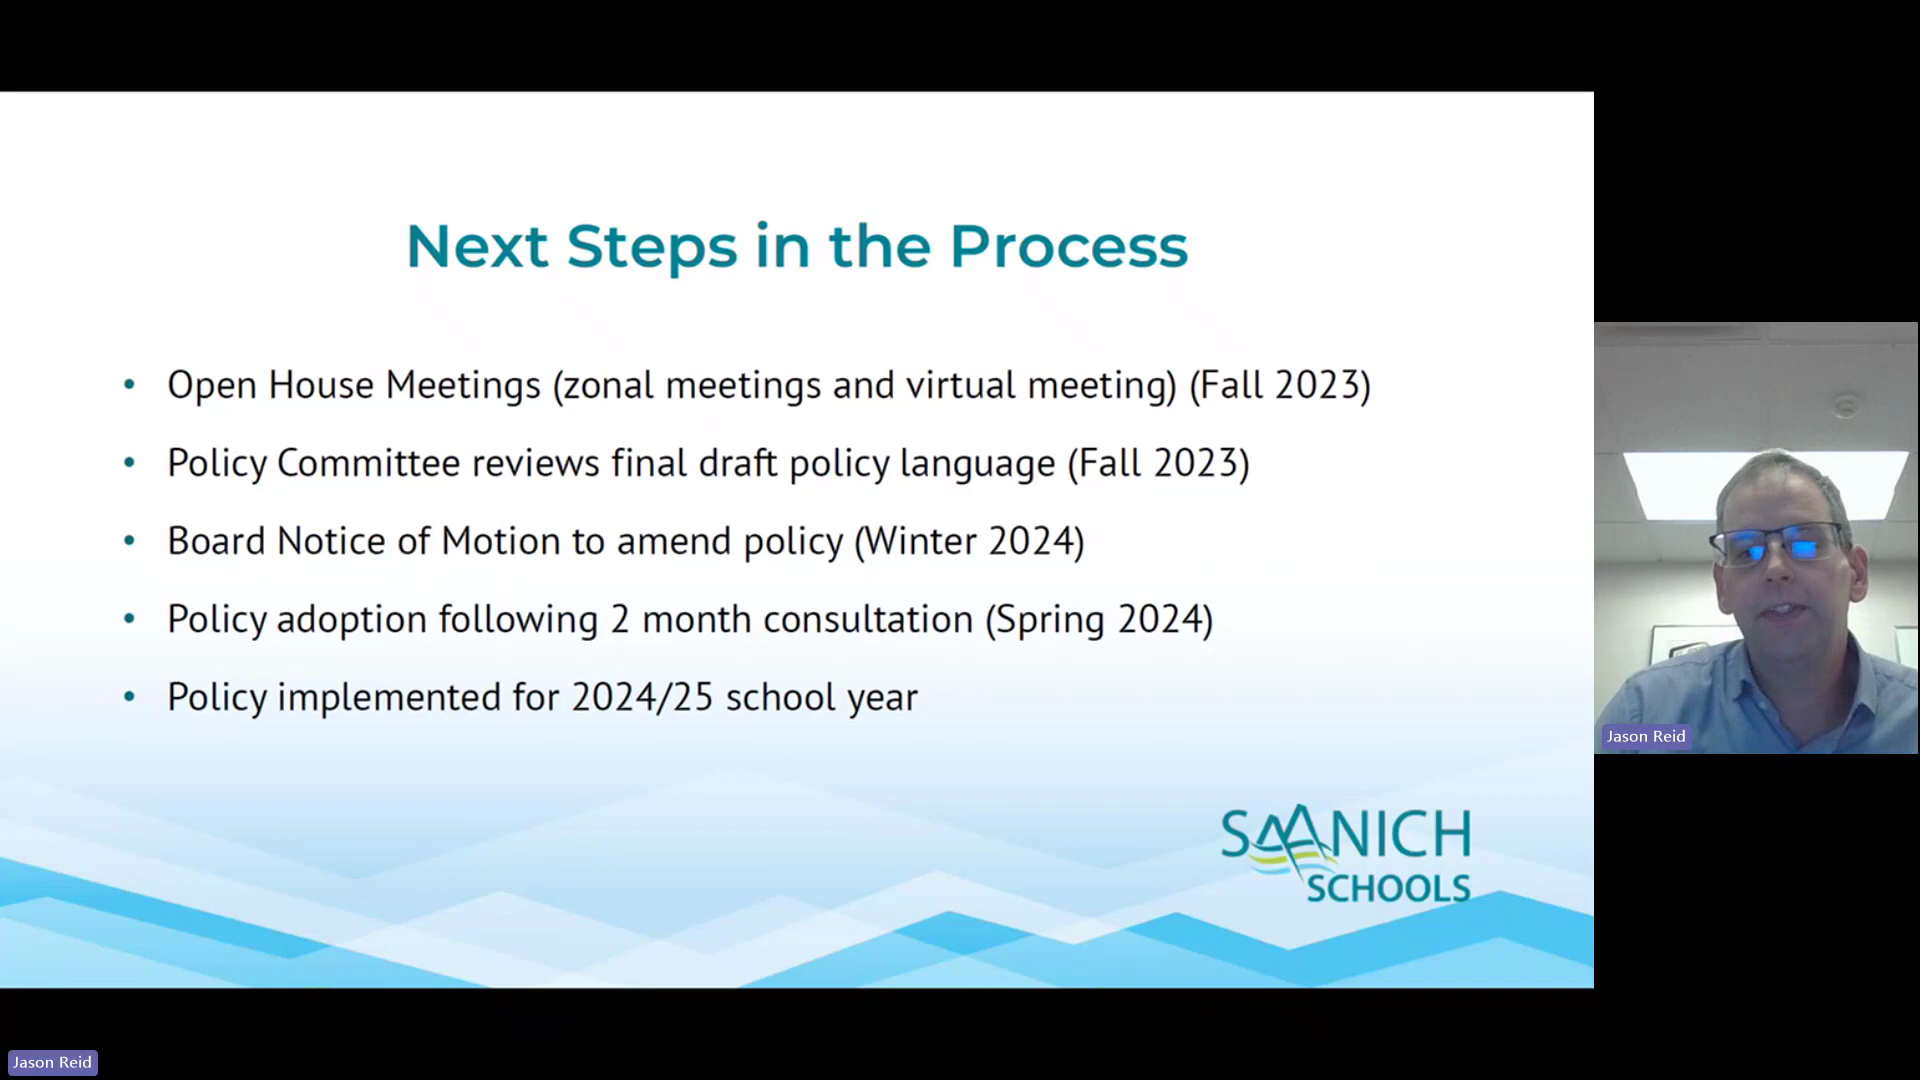 Next Steps in the Process
• Open House Meetings (zonal meetings and virtual meeting) (Fall 2023)
• Policy Committee reviews final draft policy language (Fall 2023)
• Board Notice of Motion to amend policy (Winter 2024)
• Policy adoption following 2 month consultation (Spring 2024)
• Policy implemented for 2024/25 school year
SAANICH
SCHOOLS
Jason Reid
Jason Reid